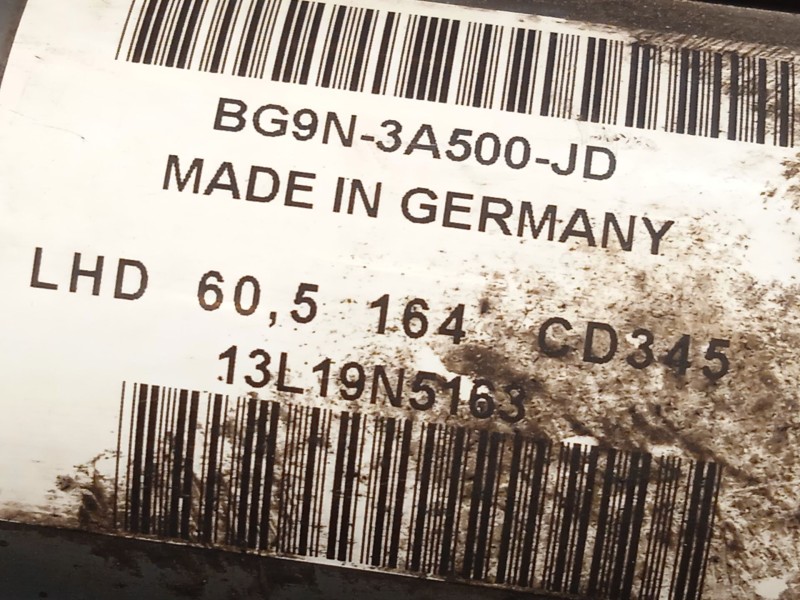 BG9N-3A500-JD
MADE IN GERMANY
LHD 60,5 164 CD345
13L19N5163